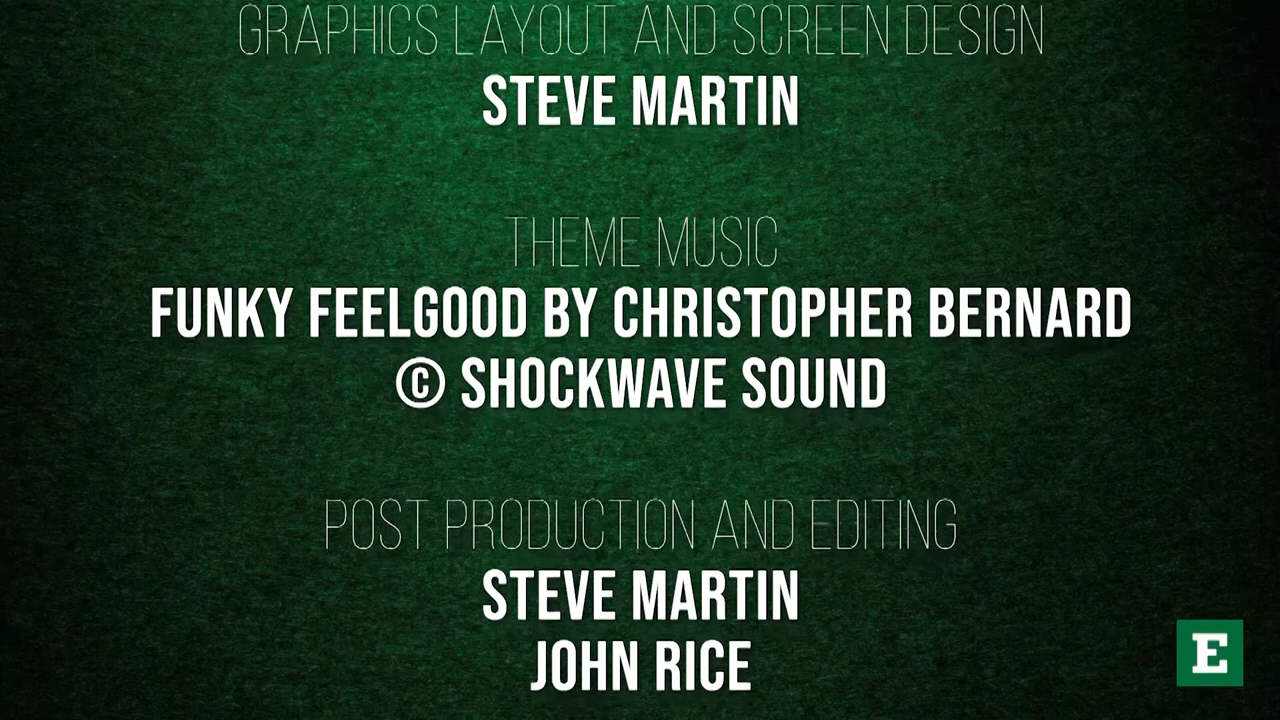 GRAPHICS LAYOUT AND SCREEN DESIGN
STEVE MARTIN
THEME MUSIC
FUNKY FEELGOOD BY CHRISTOPHER BERNARD
© SHOCKWAVE SOUND
POST PRODUCTION AND EDITING
STEVE MARTIN
JOHN RICE
E